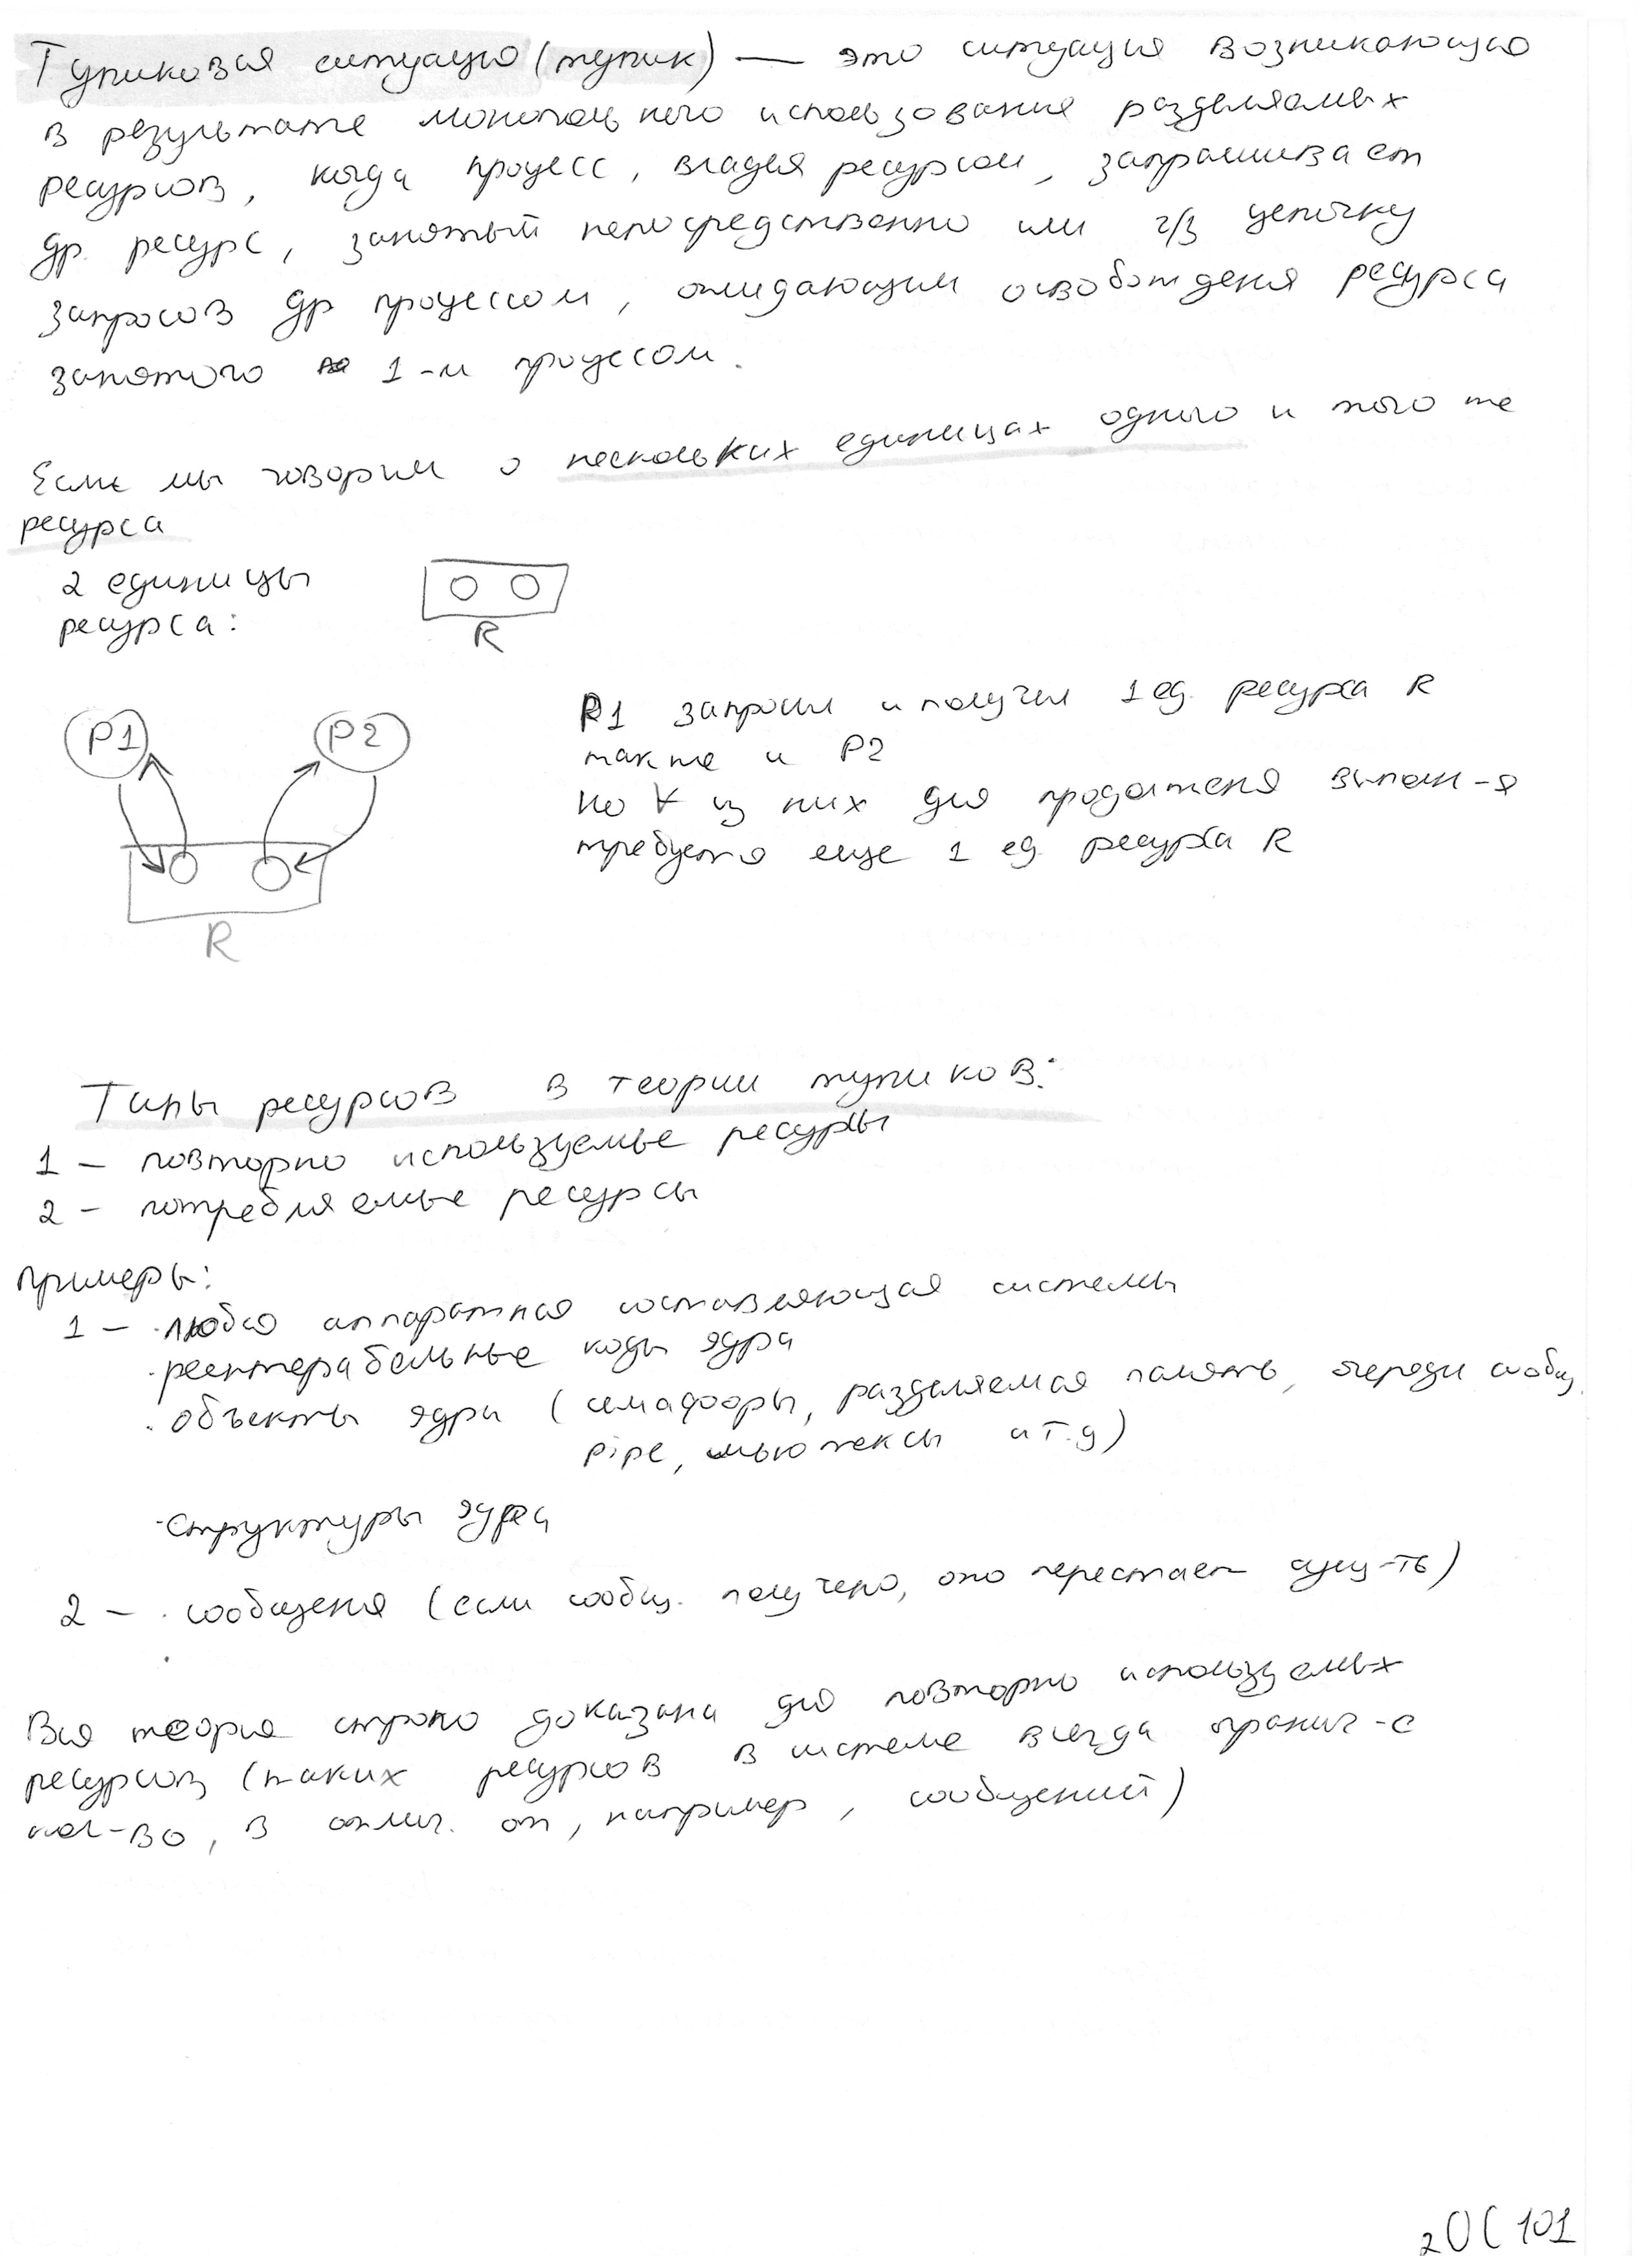 Тупиковая ситуация (тупик) — это ситуация возникающая
в результате монопольного использования разделяемых
ресурсов, когда процесс, владея ресурсом, запрашивает
др. ресурс, занятый непосредственно или ч/з цепочку
запросов др процессом, ожидающим освобождения ресурса
занятого 1-м процессом.
Если мы говорим о нескольких единицах одного и того же
ресурса
2 единицы
ресурса:
R
P1 P2
R
P1 запросил и получил 1 ед. ресурса R
также и P2
но ∀ из них для продолжения выполн-я
требуется еще 1 ед. ресурса R
Типы ресурсов в теории тупиков:
1 – повторно используемые ресурсы
2 – потребляемые ресурсы
Примеры:
1 – · любая аппаратная составляющая системы
· реентерабельные коды ядра
· объекты ядра (семафоры, разделяемая память, очереди сообщ.
pipe, мьютексы и т.д)
· структуры ядра
2 – · сообщения (если сообщ. получено, оно перестает сущ-ть)
·
Вся теория строго доказана для повторно используемых
ресурсов (таких ресурсов в системе всегда огранич-е
кол-во, в отлич. от, например, сообщений)
2ОС 101